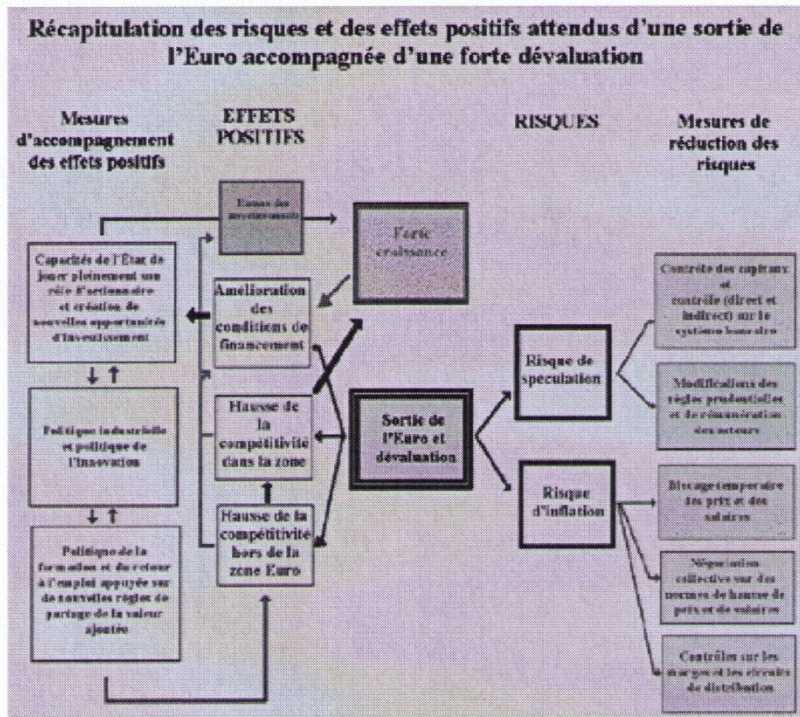 Récapitulation des risques et des effets positifs attendus d'une sortie de
l'Euro accompagnée d'une forte dévaluation
Mesures
d'accompagnement
des effets positifs
EFFETS
POSITIFS
RISQUES
Mesures de
réduction des
risques
Capacités de l'État de
jouer pleinement son
rôle d'actionnaire
et création de
nouvelles opportunités
d'investissement
Politique industrielle
et politique de
l'Innovation
Politique de la
formation et du retour
à l'emploi appuyée sur
de nouvelles règles de
partage de la valeur
ajoutée
investissements
Amélioration
des
conditions de
financement
Hausse de
la
compétitivité
dans la zone
Hausse de la
compétitivité
hors de la
zone Euro
Forte
croissance
Sortie de
l'Euro et
dévaluation
Risque de
spéculation
Risque
d'inflation
Contrôle des capitaux
et
contrôle (direct et
indirect) sur le
système bancaire
Modifications des
règles prudentielles
et de rémunération
des acteurs
Blocage temporaire
des prix et des
salaires
Négociation
collective sur des
normes de hausse de
prix et de salaires
Contrôles sur les
marges et les circuits
de distribution